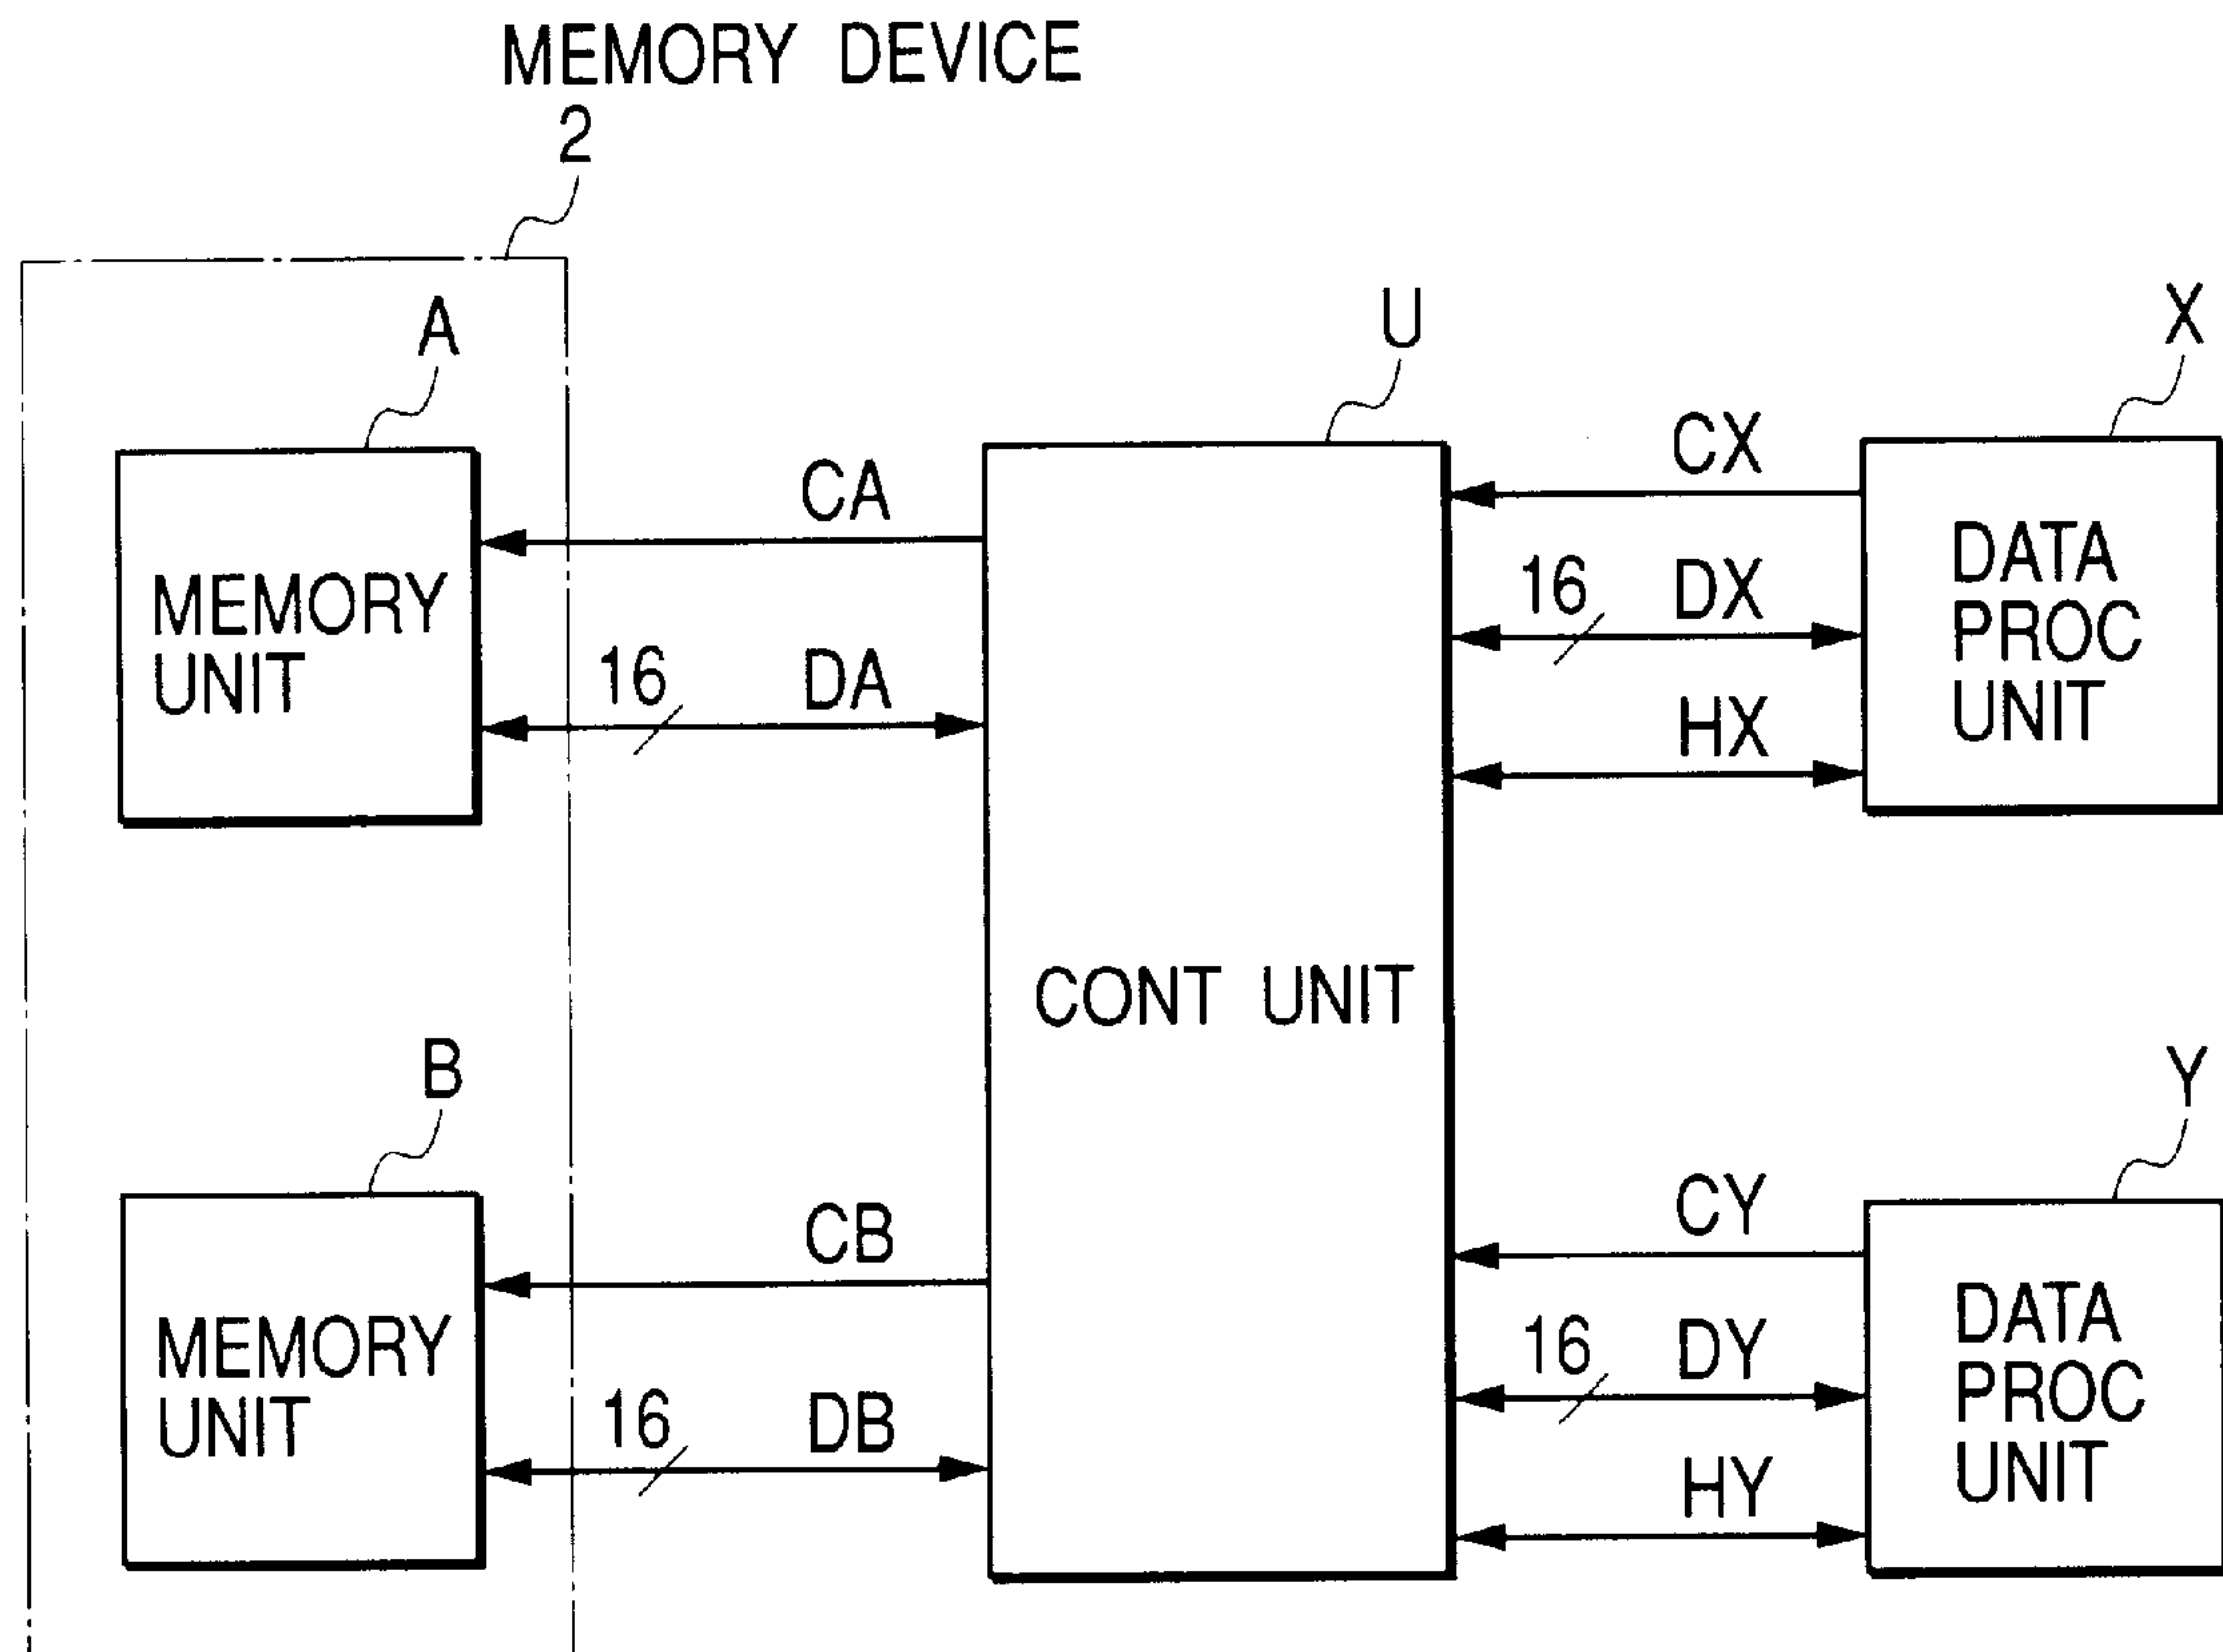 MEMORY DEVICE
2
A
U
X
MEMORY
UNIT
CA
16
DA
CONT UNIT
CX
16
DX
HX
DATA
PROC
UNIT
B
Y
MEMORY
UNIT
CB
16
DB
CY
16
DY
HY
DATA
PROC
UNIT